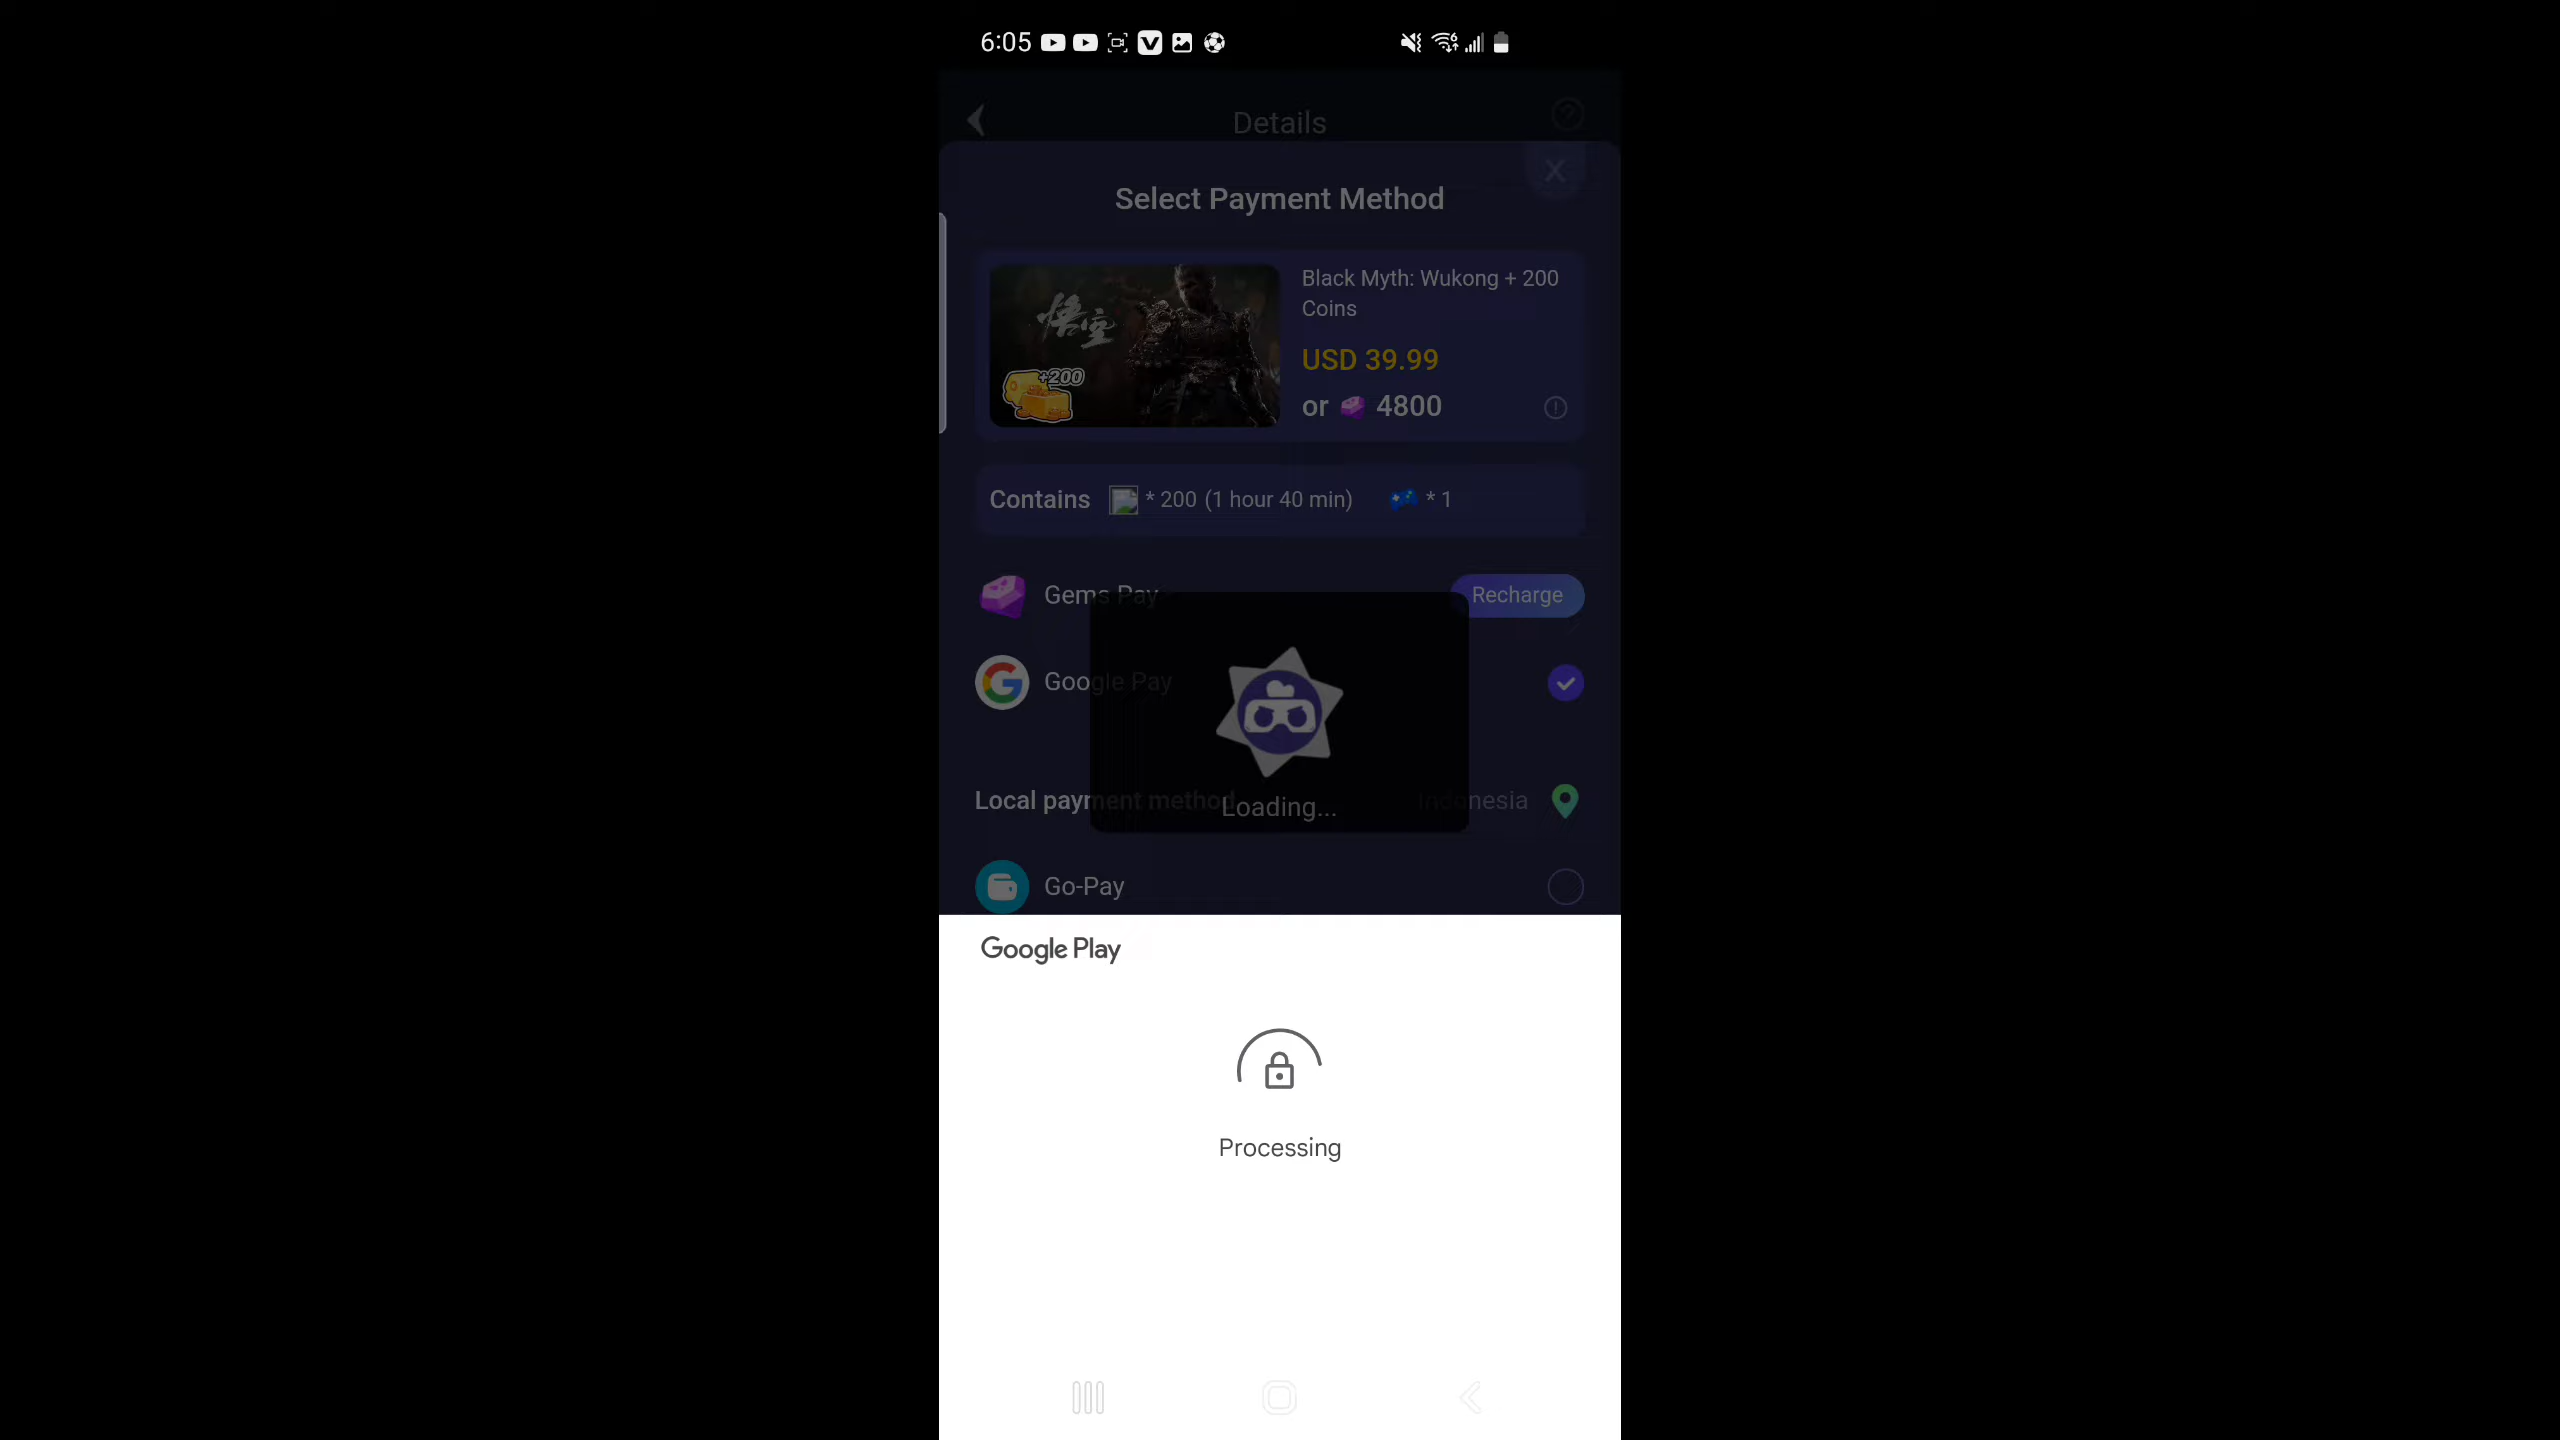 6:05
Details
Select Payment Method
悟空
+200
Black Myth: Wukong + 200
Coins
USD 39.99
or 4800
Contains * 200 (1 hour 40 min) * 1
Gems Pay
Recharge
Google Pay
Local payment method
Indonesia
Loading...
Go-Pay
Google Play
Processing